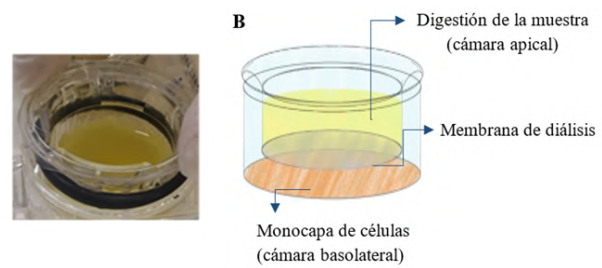 B
Digestión de la muestra
(cámara apical)
Membrana de diálisis
Monocapa de células
(cámara basolateral)